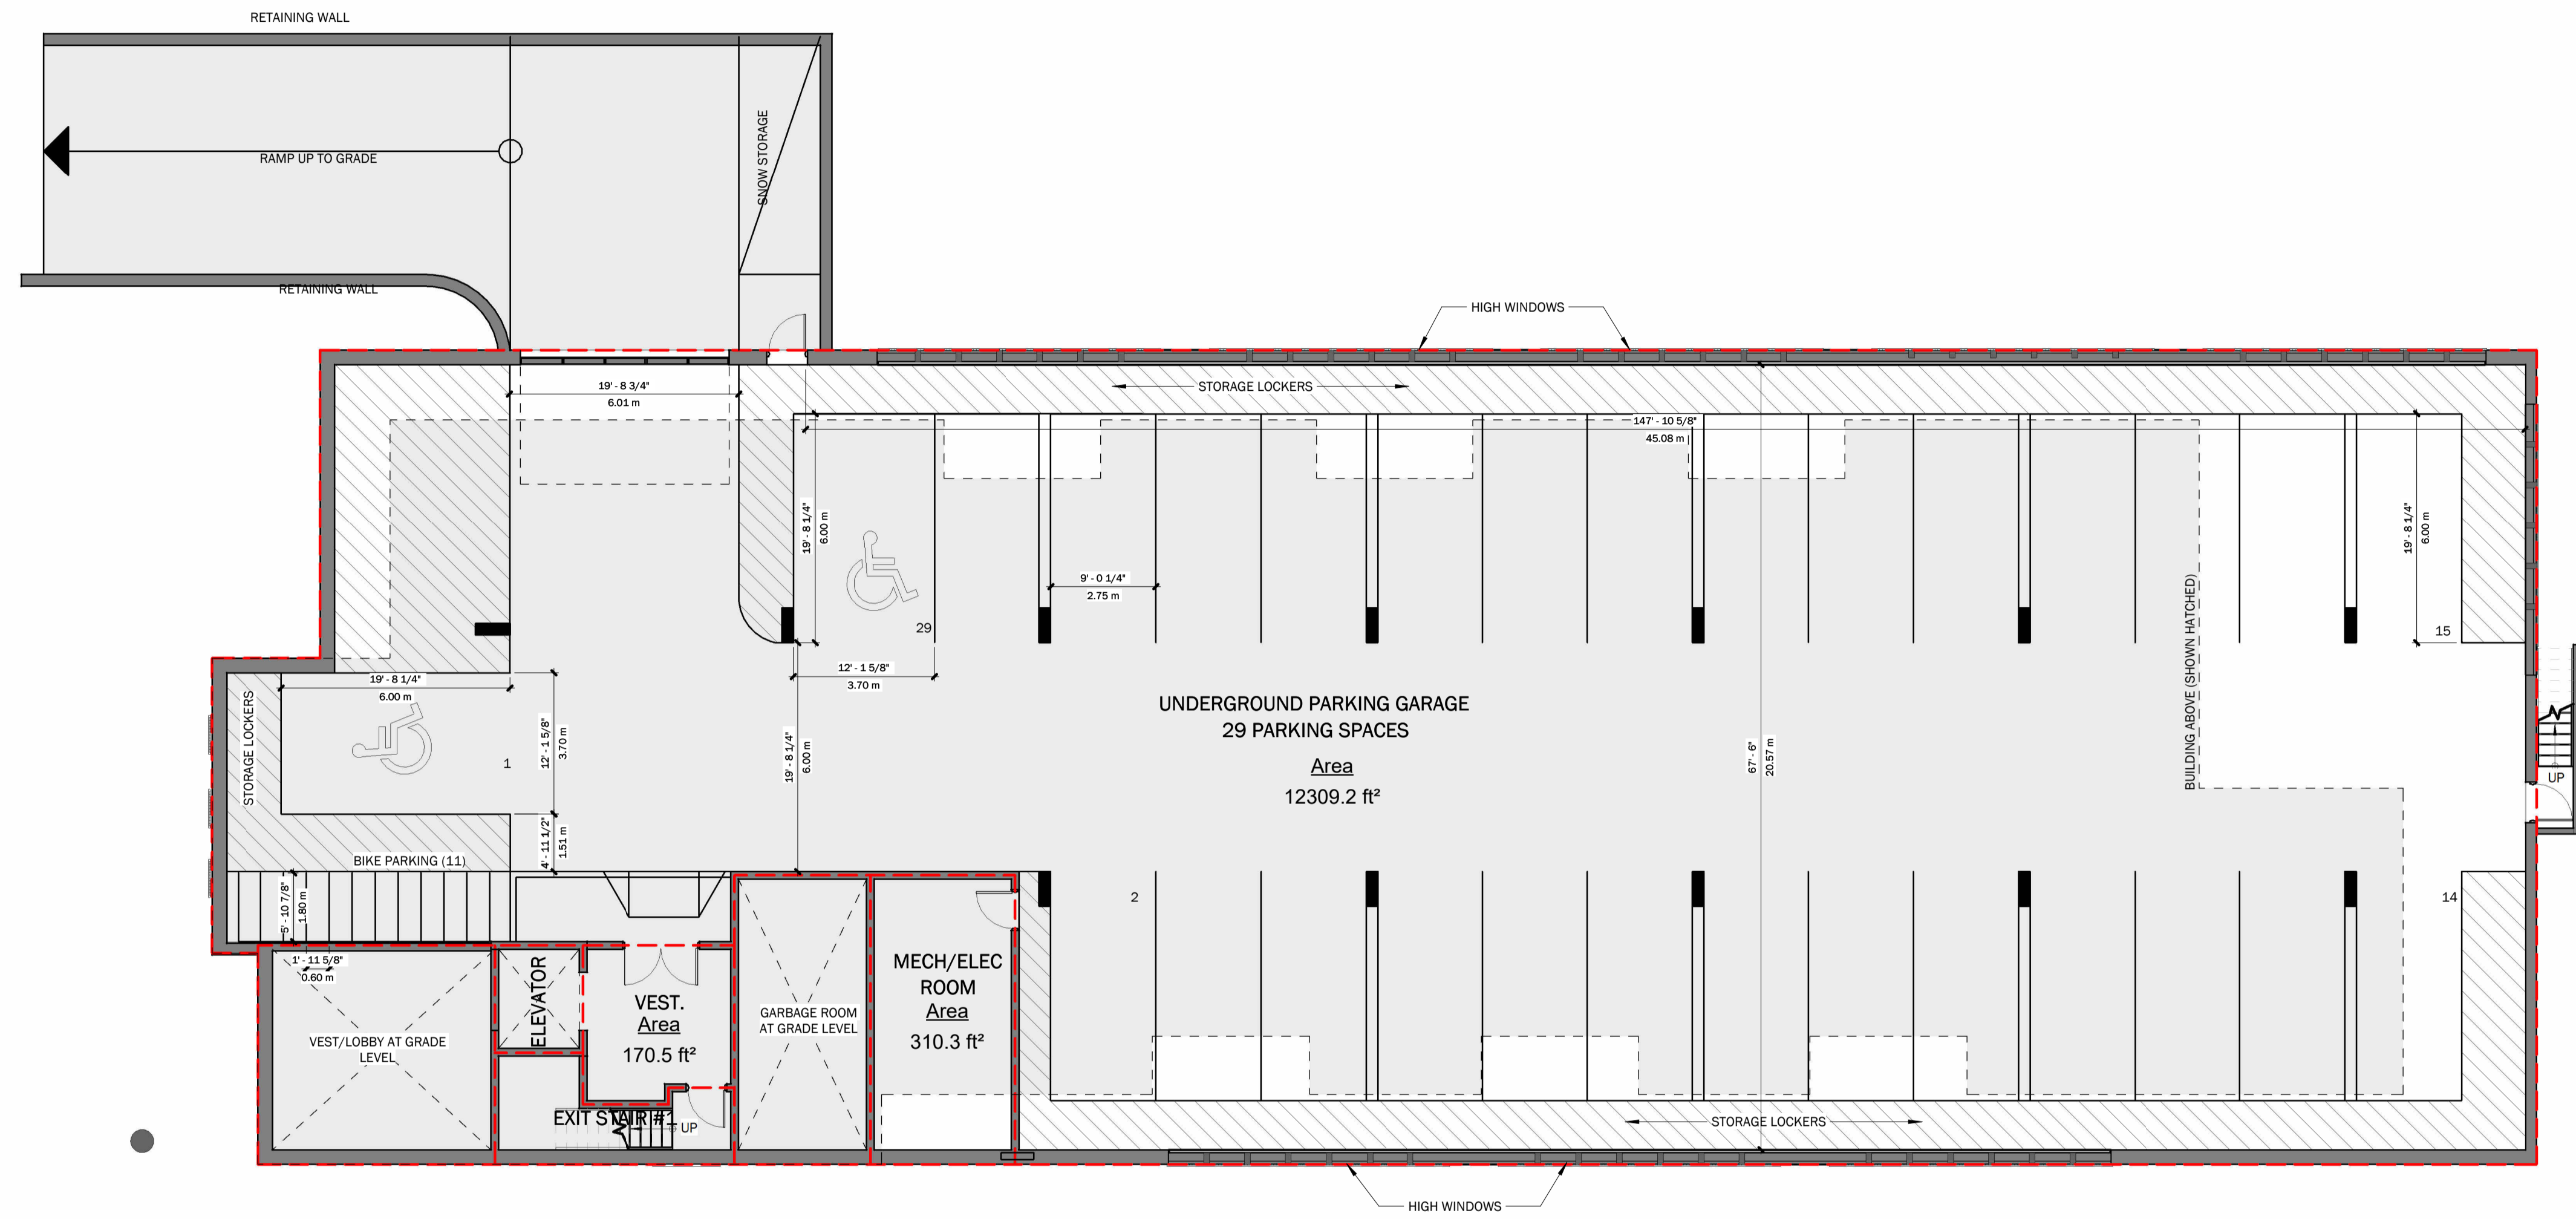 RETAINING WALL
SNOW STORAGE
RAMP UP TO GRADE
RETAINING WALL
HIGH WINDOWS
19' - 8 3/4"
6.01 m
STORAGE LOCKERS
147' - 10 5/8"
45.08 m
19' - 8 1/4"
6.00 m
19' - 8 1/4"
6.00 m
9' - 0 1/4"
2.75 m
BUILDING ABOVE (SHOWN HATCHED)
29
15
12' - 1 5/8"
3.70 m
19' - 8 1/4"
6.00 m
STORAGE LOCKERS
12' - 1 5/8"
3.70 m
1
19' - 8 1/4"
6.00 m
UNDERGROUND PARKING GARAGE
29 PARKING SPACES
Area
12309.2 ft²
67' - 6"
20.57 m
UP
4' - 11 1/2"
1.51 m
BIKE PARKING (11)
5' - 10 7/8"
1.80 m
2
14
1' - 11 5/8"
0.60 m
ELEVATOR
VEST.
Area
170.5 ft²
MECH/ELEC
ROOM
Area
310.3 ft²
GARBAGE ROOM
AT GRADE LEVEL
VEST/LOBBY AT GRADE
LEVEL
EXIT STAIR #1
UP
STORAGE LOCKERS
HIGH WINDOWS